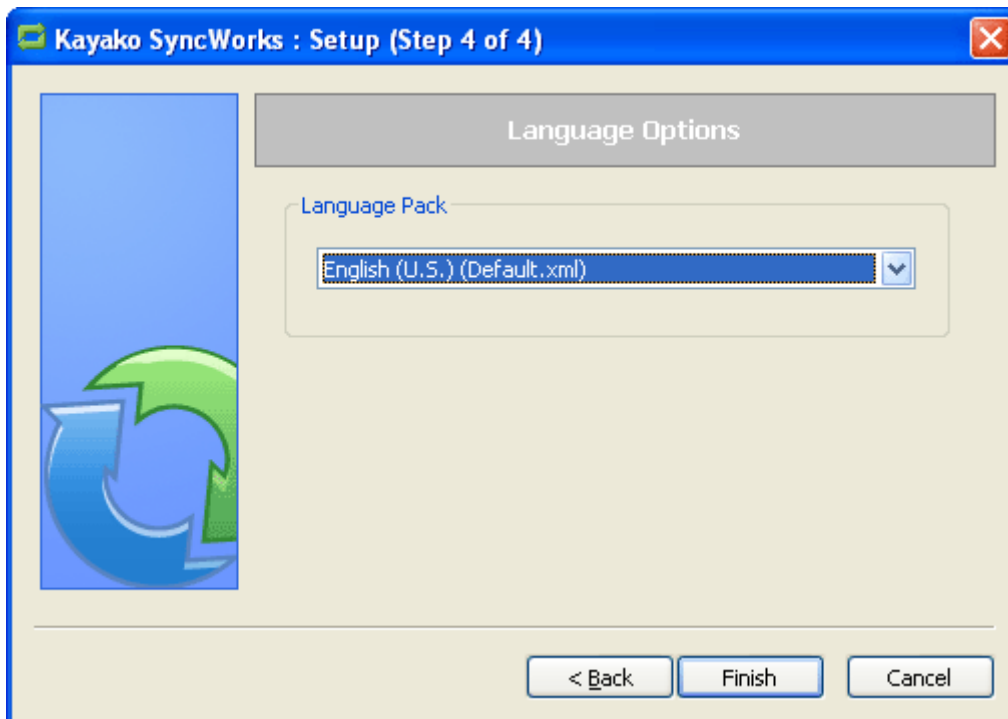 Kayako SyncWorks : Setup (Step 4 of 4)
Language Options
Language Pack
English (U.S.) (Default.xml)
< Back
Finish
Cancel